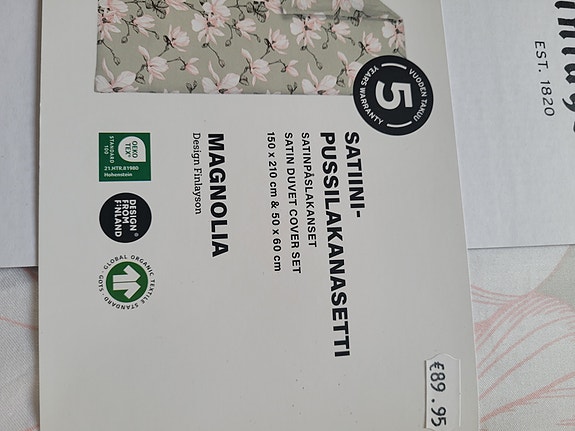 5
VUODEN TAKUU
YEARS WARRANTY
SATIINI-
PUSSILAKANASETTI
SATINPÅSLAKANSET
SATIN DUVET COVER SET
150 x 210 cm & 50 x 60 cm
MAGNOLIA
Design Finlayson
OEKO
TEX®
STANDARD
100
21.HTR.81980
Hohenstein
DESIGN
FROM
FINLAND
GLOBAL ORGANIC TEXTILE STANDARD
GOTS
€89.95
EST. 1820